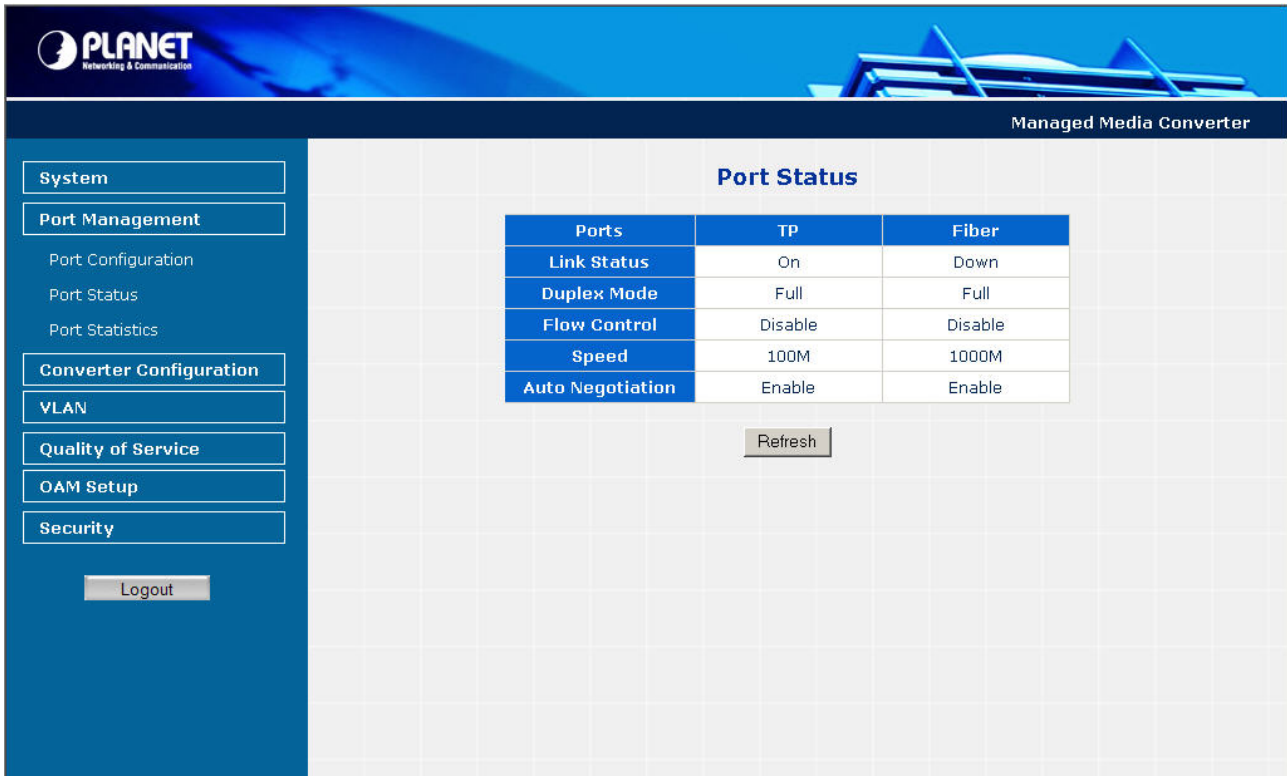 PLANET
Networking & Communication
Managed Media Converter
System
Port Management
Port Configuration
Port Status
Port Statistics
Converter Configuration
VLAN
Quality of Service
OAM Setup
Security
Logout
Port Status
Ports TP Fiber
Link Status On Down
Duplex Mode Full Full
Flow Control Disable Disable
Speed 100M 1000M
Auto Negotiation Enable Enable
Refresh